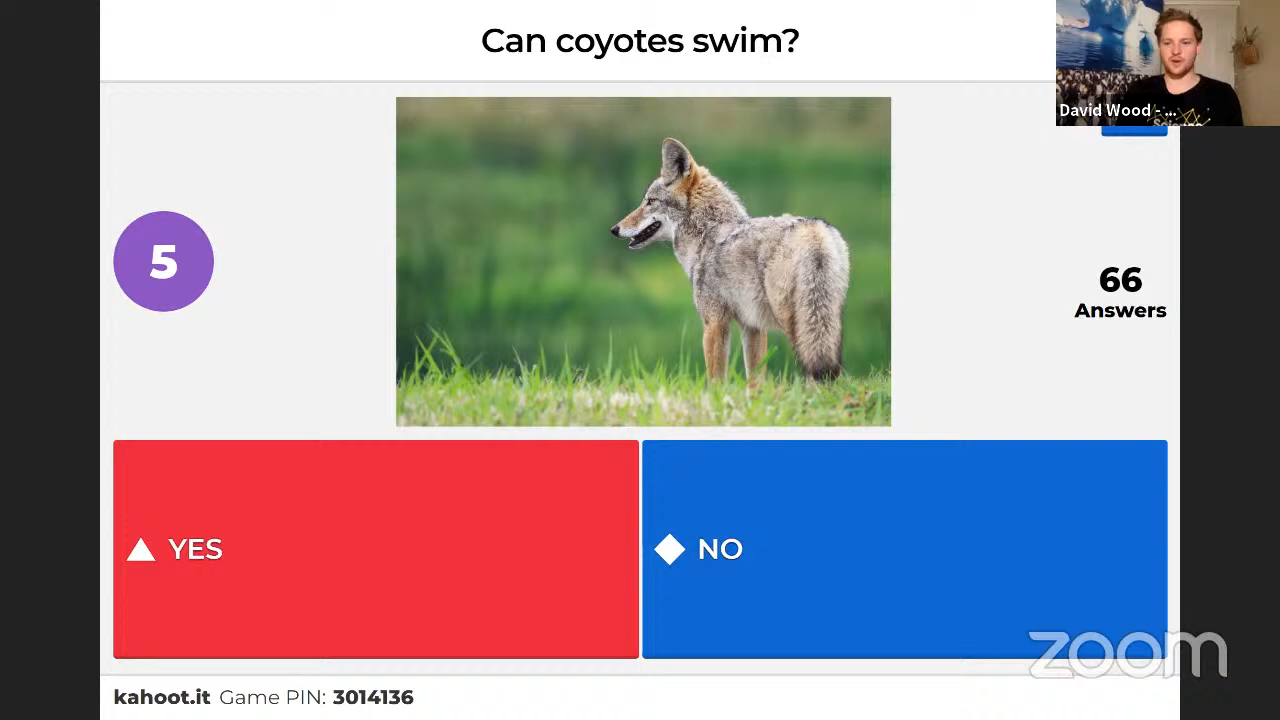 Can coyotes swim?
David Wood - ...
5
66
Answers
YES
NO
zoom
kahoot.it Game PIN: 3014136